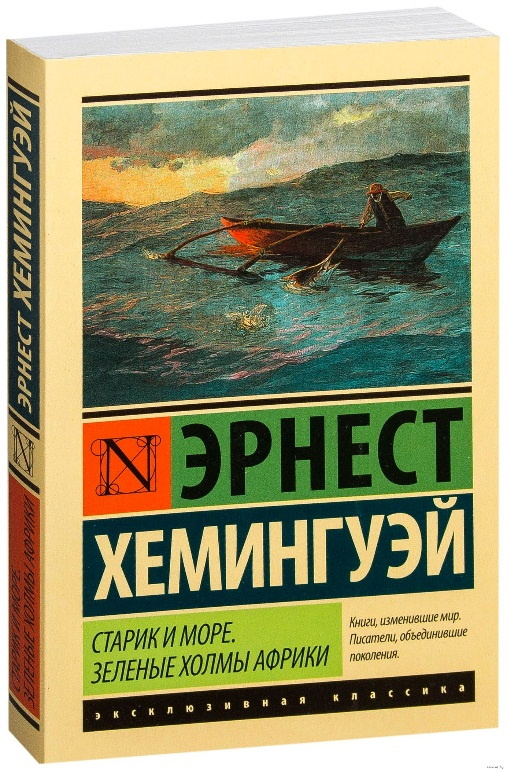 ЭРНЕСТ ХЕМИНГУЭЙ
N
СТАРИК И МОРЕ.
ЗЕЛЕНЫЕ ХОЛМЫ АФРИКИ
N
ЭРНЕСТ
ХЕМИНГУЭЙ
СТАРИК И МОРЕ.
ЗЕЛЕНЫЕ ХОЛМЫ АФРИКИ
Книги, изменившие мир.
Писатели, объединившие
поколения.
эксклюзивная классика